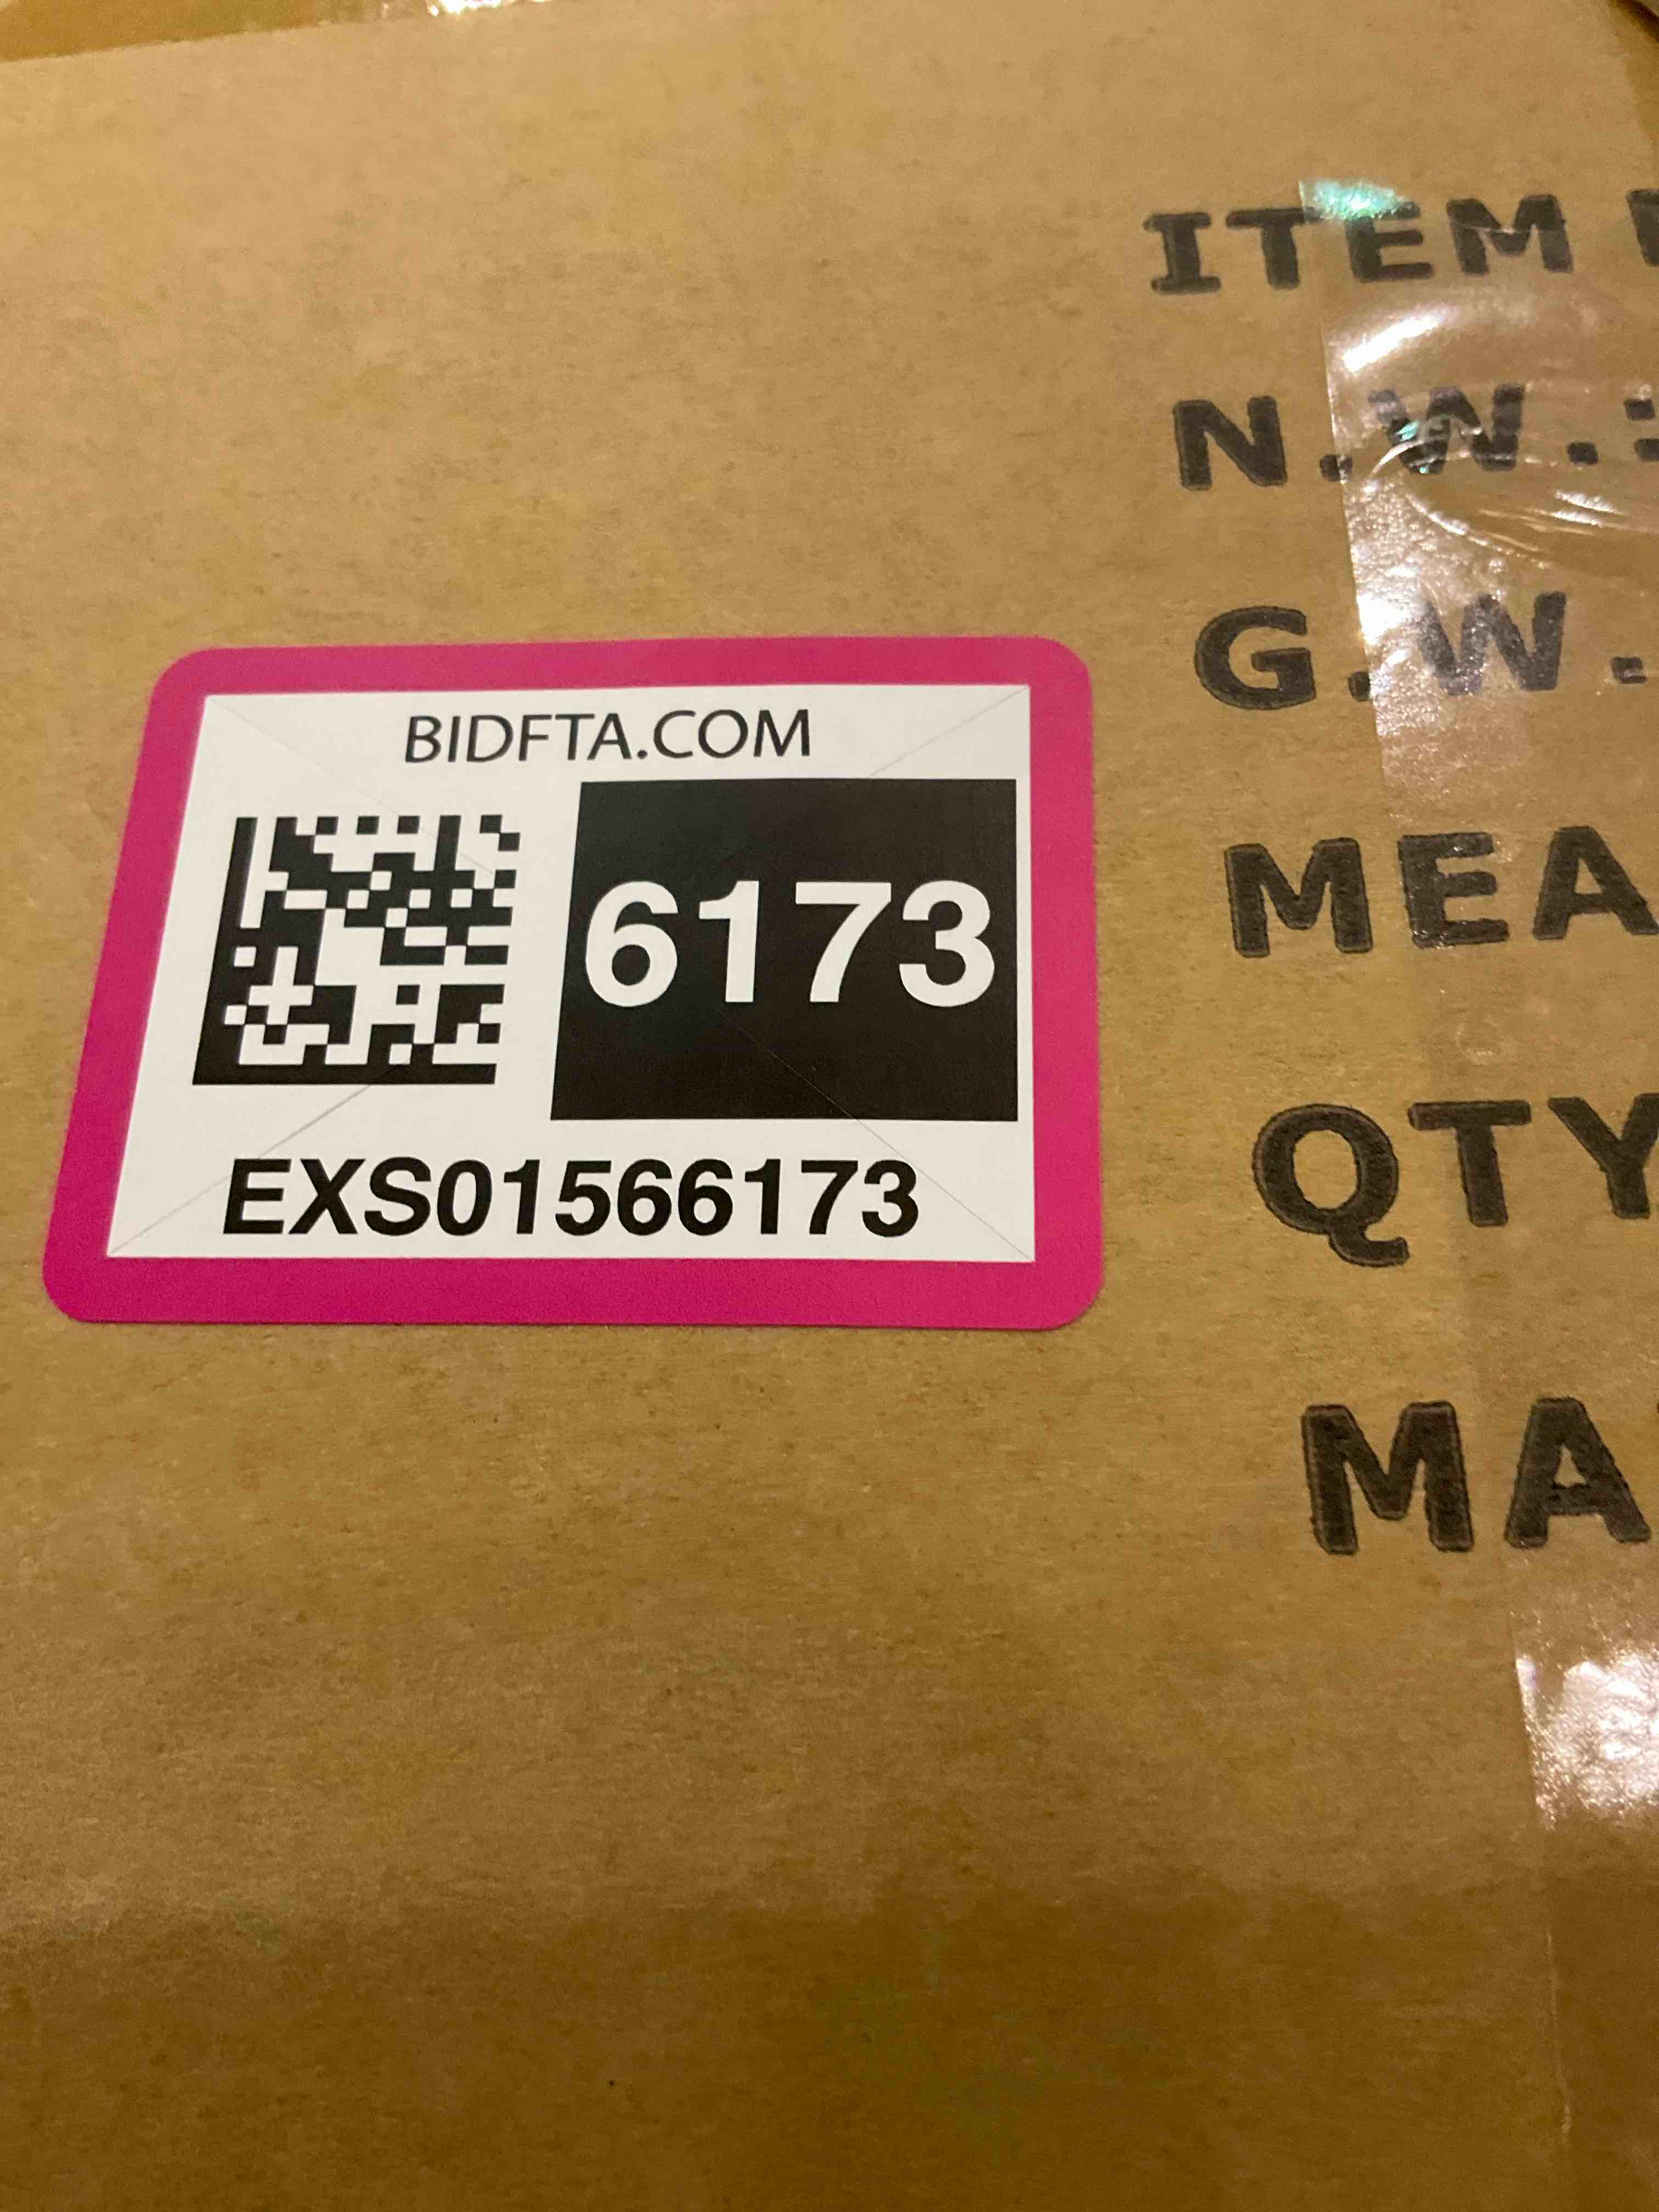 ITEM
N.W.:
G.W.
MEA
QTY
MA
BIDFTA.COM
6173
EXS01566173